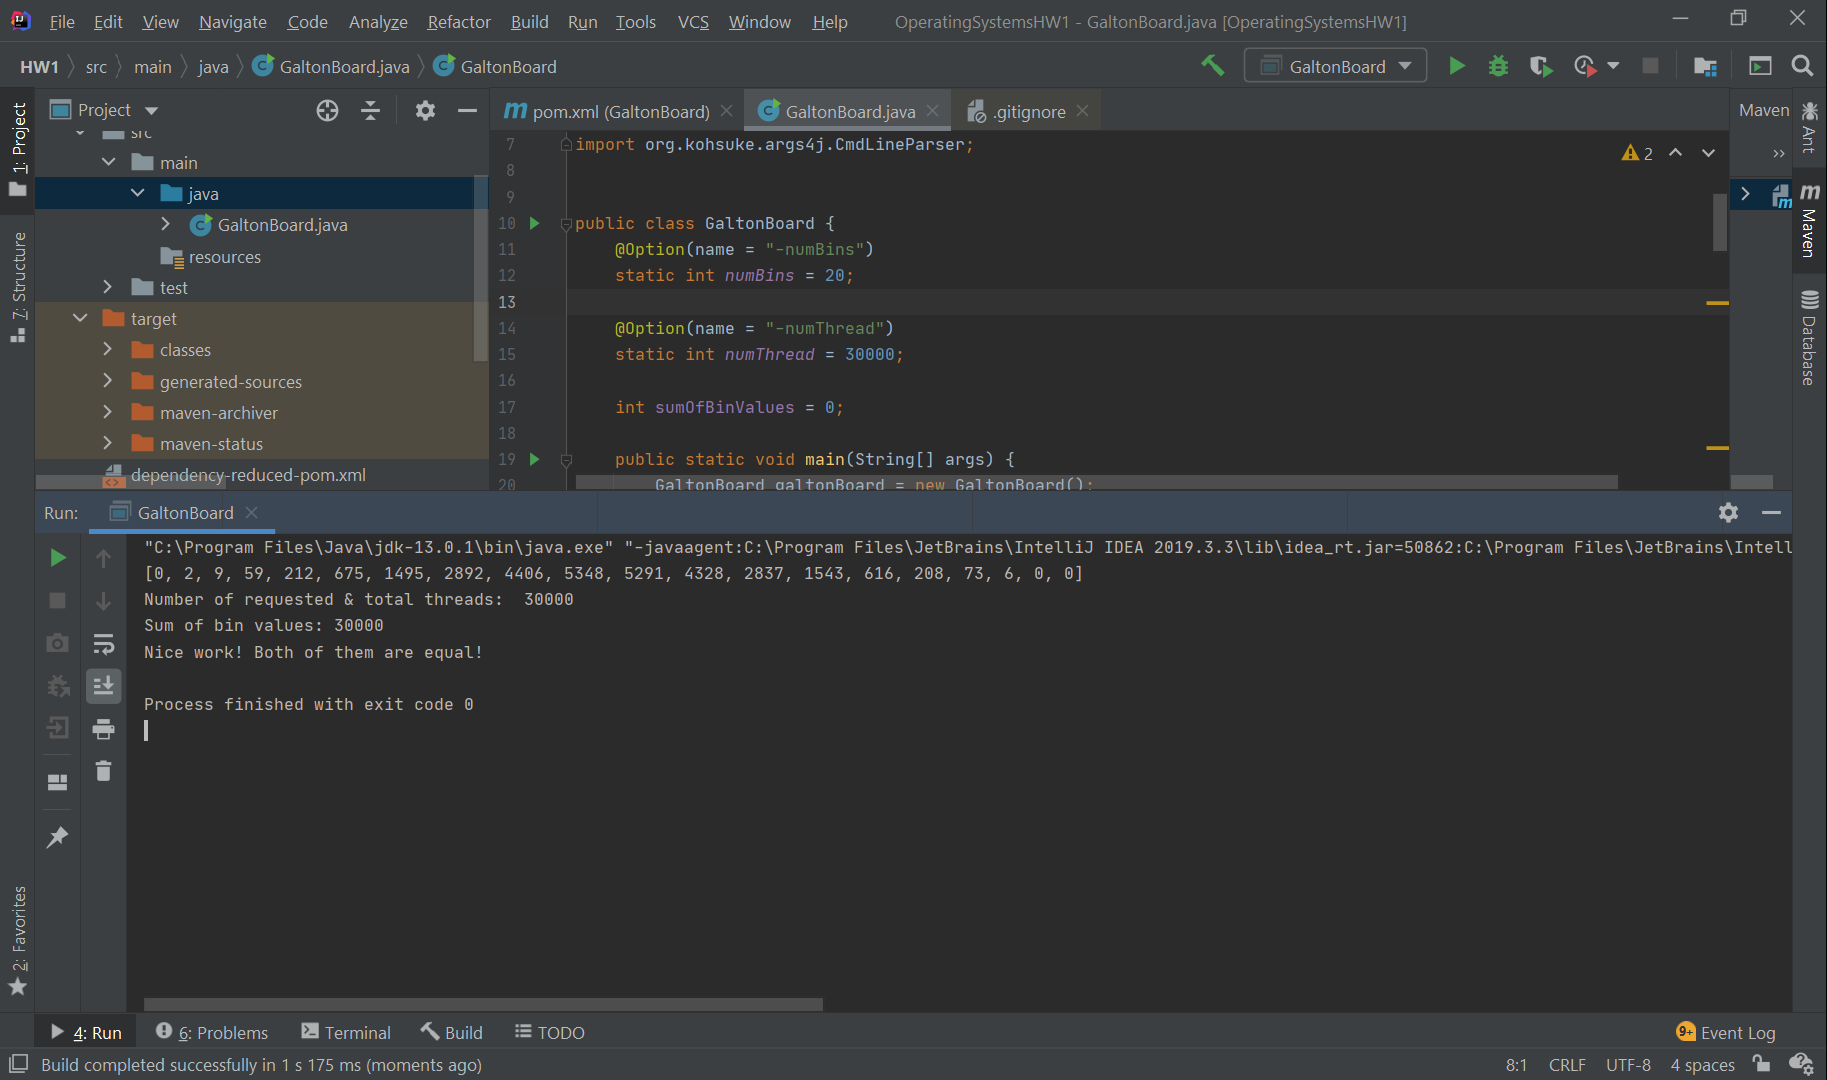 File Edit View Navigate Code Analyze Refactor Build Run Tools VCS Window Help OperatingSystemsHW1 - GaltonBoard.java [OperatingSystemsHW1]
HW1 src main java GaltonBoard.java GaltonBoard GaltonBoard
Project
pom.xml (GaltonBoard) GaltonBoard.java .gitignore Maven
1: Project
7: Structure
2: Favorites
src
main
java
GaltonBoard.java
resources
test
target
classes
generated-sources
maven-archiver
maven-status
dependency-reduced-pom.xml
7 import org.kohsuke.args4j.CmdLineParser;
8
9
10 public class GaltonBoard {
11 @Option(name = "-numBins")
12 static int numBins = 20;
13
14 @Option(name = "-numThread")
15 static int numThread = 30000;
16
17 int sumOfBinValues = 0;
18
19 public static void main(String[] args) {
20 GaltonBoard galtonBoard = new GaltonBoard();
2
Ant
Maven
Database
Run: GaltonBoard
"C:\Program Files\Java\jdk-13.0.1\bin\java.exe" "-javaagent:C:\Program Files\JetBrains\IntelliJ IDEA 2019.3.3\lib\idea_rt.jar=50862:C:\Program Files\JetBrains\Intell
[0, 2, 9, 59, 212, 675, 1495, 2892, 4406, 5348, 5291, 4328, 2837, 1543, 616, 208, 73, 6, 0, 0]
Number of requested & total threads:  30000
Sum of bin values: 30000
Nice work! Both of them are equal!
Process finished with exit code 0
4: Run 6: Problems Terminal Build TODO 9+ Event Log
Build completed successfully in 1 s 175 ms (moments ago) 8:1 CRLF UTF-8 4 spaces